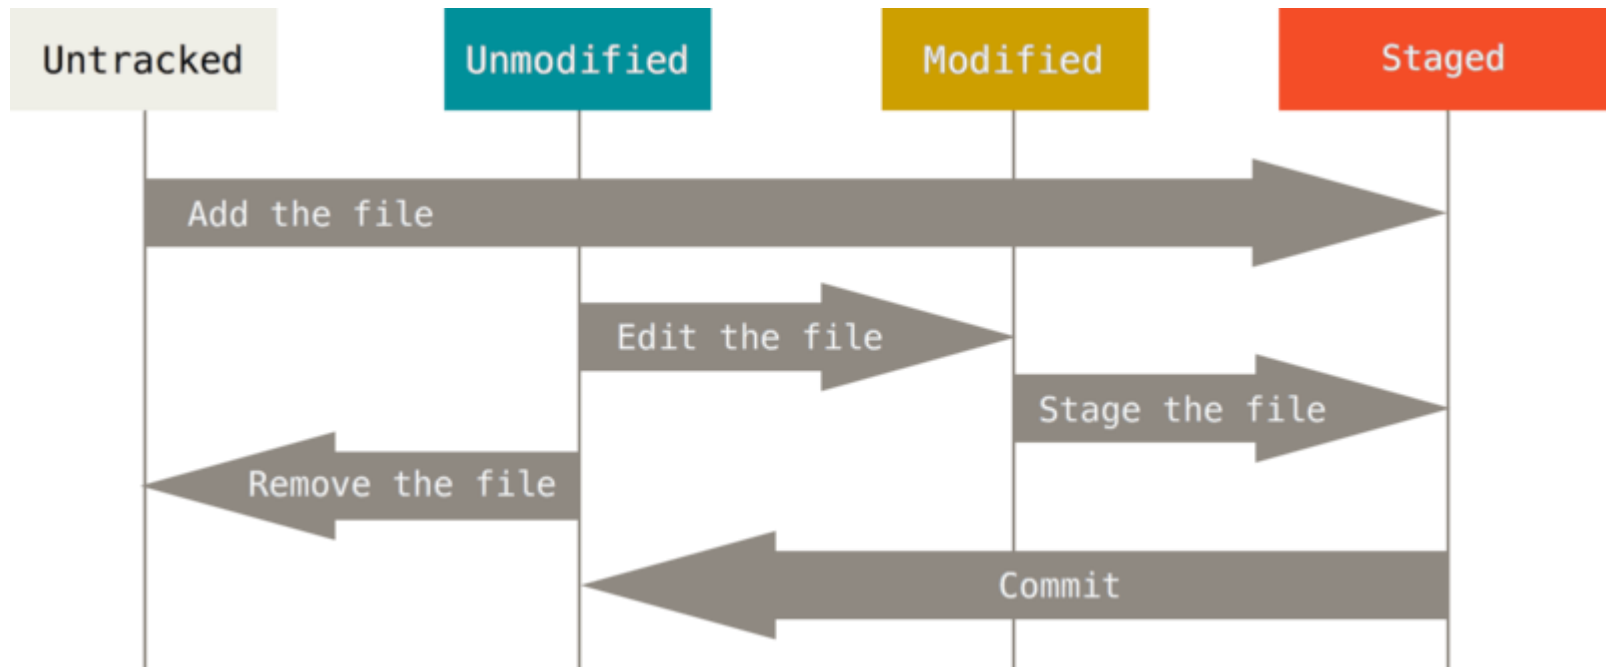 Untracked
Unmodified
Modified
Staged
Add the file
Edit the file
Stage the file
Remove the file
Commit